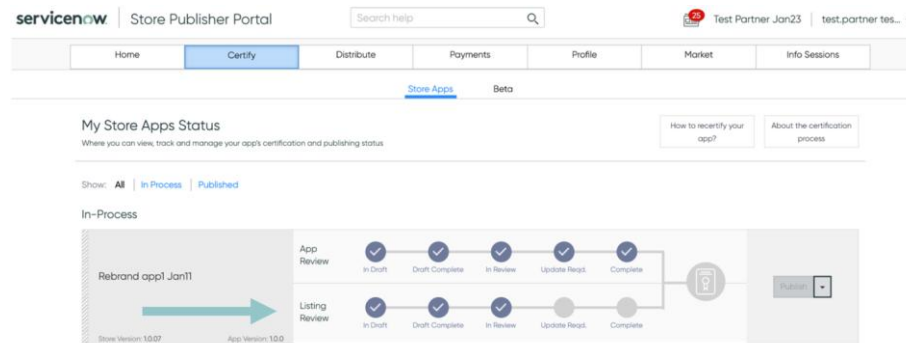 servicenow. Store Publisher Portal Search help 25 Test Partner Jan23 test.partner tes...
Home Certify Distribute Payments Profile Market Info Sessions
Store Apps Beta
My Store Apps Status
Where you can view, track and manage your app's certification and publishing status
How to recertify your app?
About the certification process
Show: All In Process Published
In-Process
Rebrand app1 Jan11
App Review
In Draft Draft Complete In Review Update Reqd. Complete
Publish
Listing Review
In Draft Draft Complete In Review Update Reqd. Complete
Store Version: 1.0.07 App Version: 1.0.0